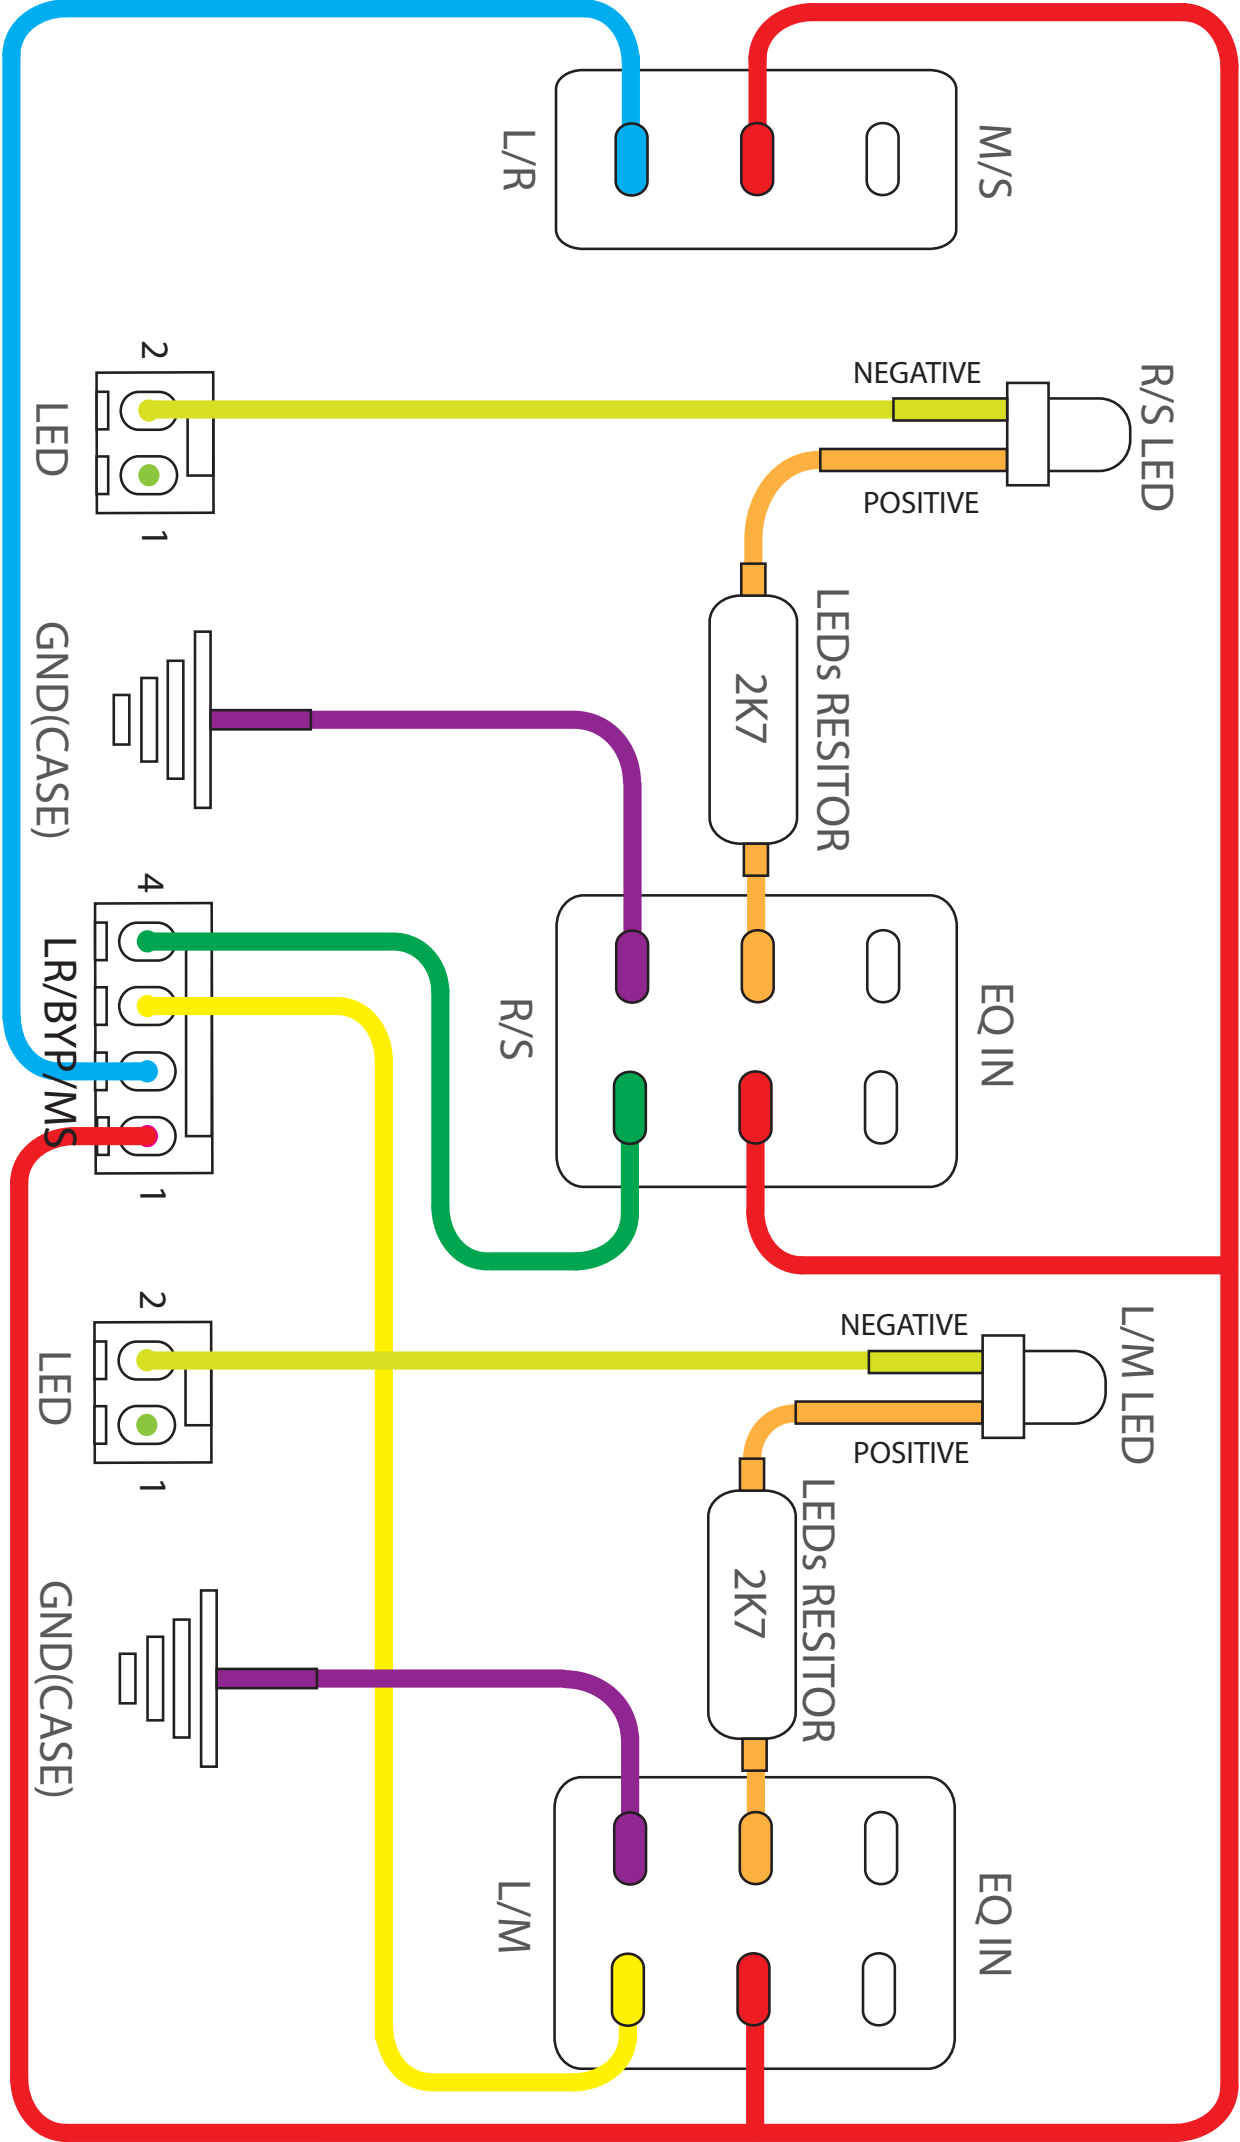 M/S
L/R
R/S LED
NEGATIVE
POSITIVE
2
1
LED
LEDs RESITOR
2K7
GND(CASE)
EQ IN
R/S
4
1
LR/BYP/MS
L/M LED
NEGATIVE
POSITIVE
2
1
LED
LEDs RESITOR
2K7
GND(CASE)
EQ IN
L/M